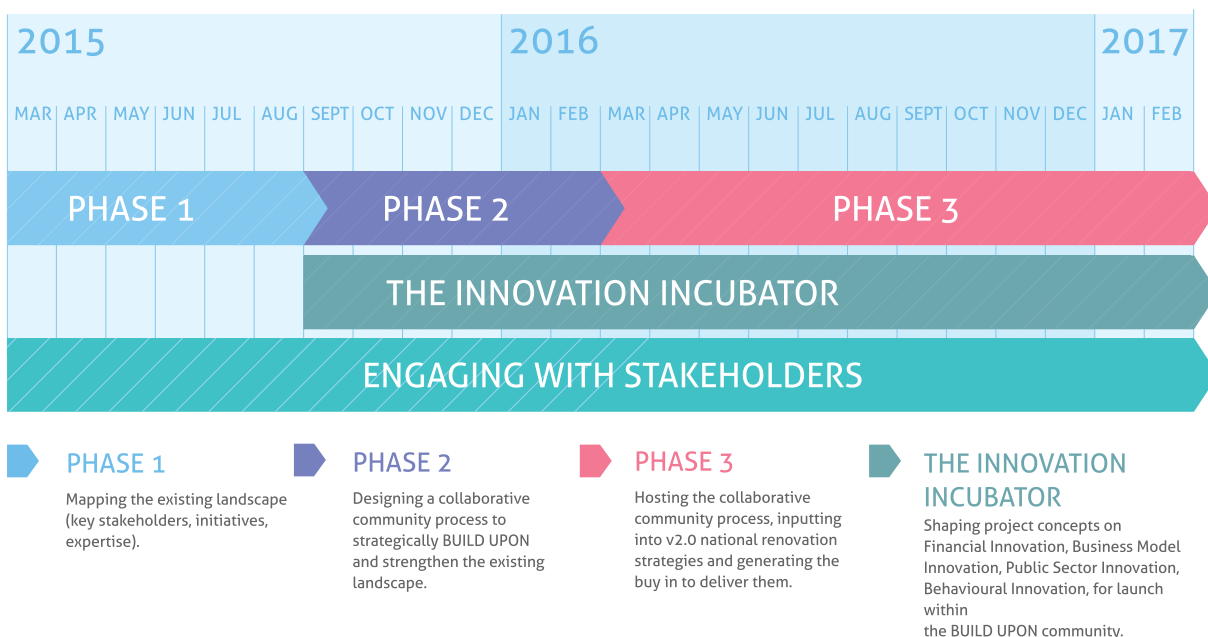 2015 2016 2017
MAR APR MAY JUN JUL AUG SEPT OCT NOV DEC JAN FEB MAR APR MAY JUN JUL AUG SEPT OCT NOV DEC JAN FEB
PHASE 1 PHASE 2 PHASE 3
THE INNOVATION INCUBATOR
ENGAGING WITH STAKEHOLDERS
PHASE 1
Mapping the existing landscape
(key stakeholders, initiatives,
expertise).
PHASE 2
Designing a collaborative
community process to
strategically BUILD UPON
and strengthen the existing
landscape.
PHASE 3
Hosting the collaborative
community process, inputting
into v2.0 national renovation
strategies and generating the
buy in to deliver them.
THE INNOVATION
INCUBATOR
Shaping project concepts on
Financial Innovation, Business Model
Innovation, Public Sector Innovation,
Behavioural Innovation, for launch
within
the BUILD UPON community.